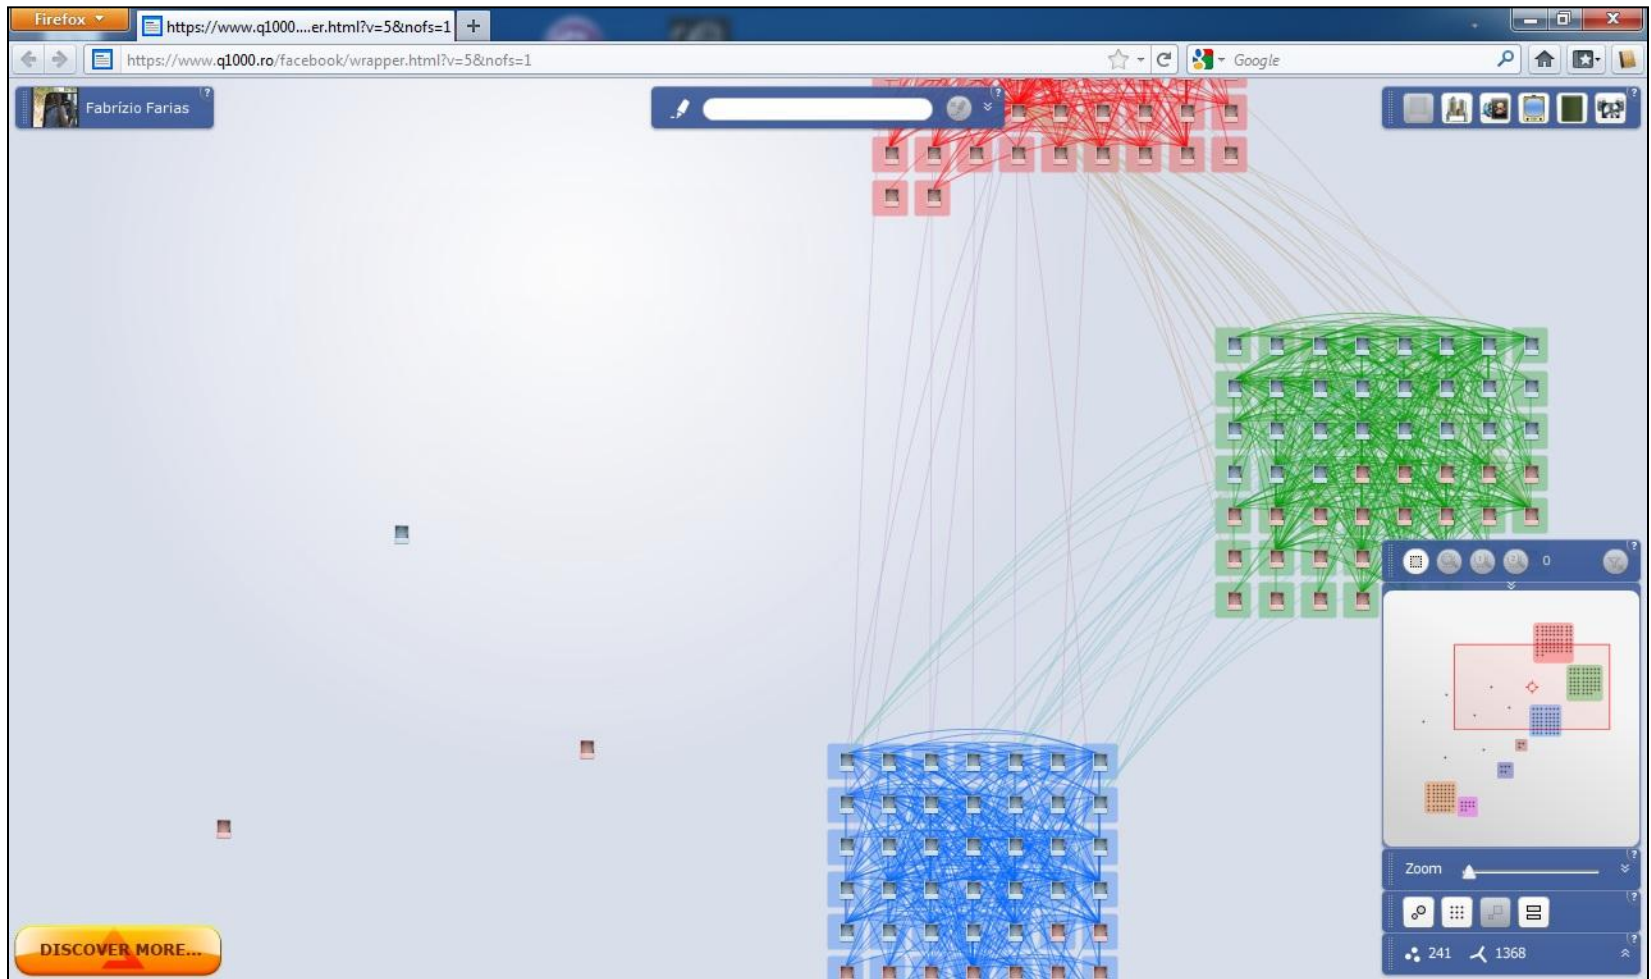 Firefox
https://www.q1000....er.html?v=5&nofs=1
https://www.q1000.ro/facebook/wrapper.html?v=5&nofs=1
Google
Fabrízio Farias
?
?
?
?
0
?
Zoom
?
?
DISCOVER MORE...
241
1368
?